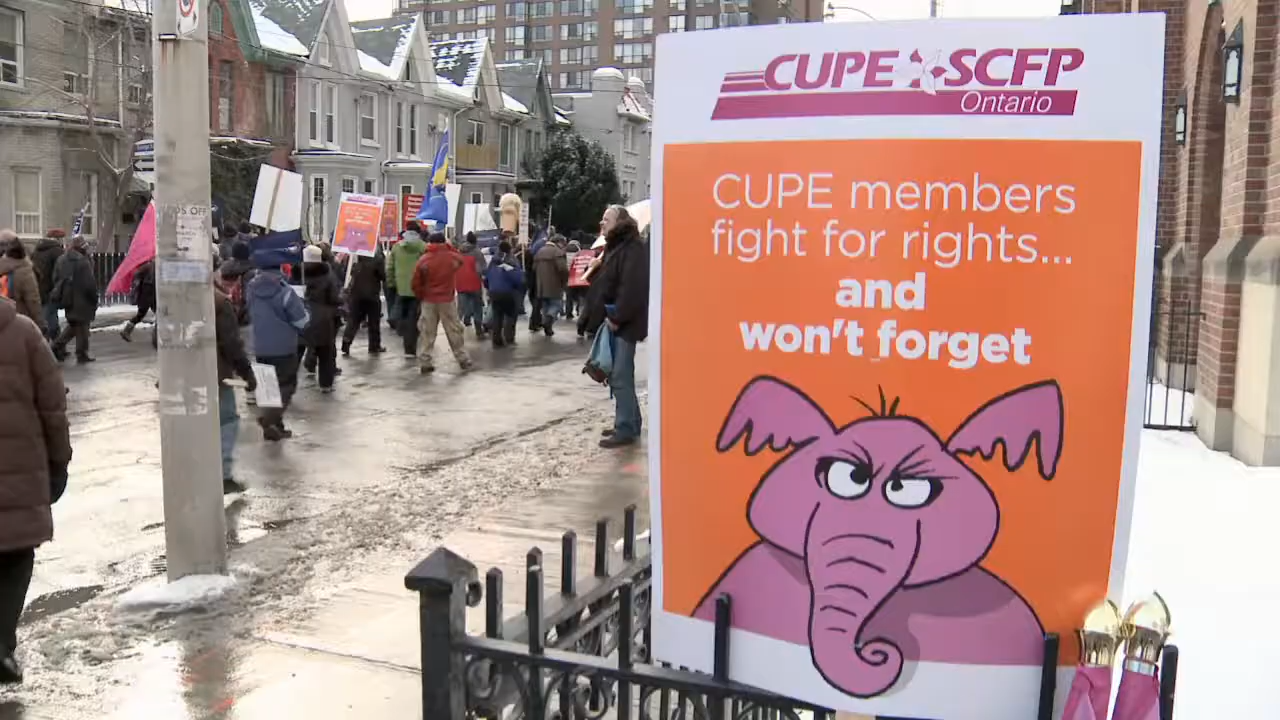 CUPE SCFP
Ontario
CUPE members
fight for rights...
and
won't forget